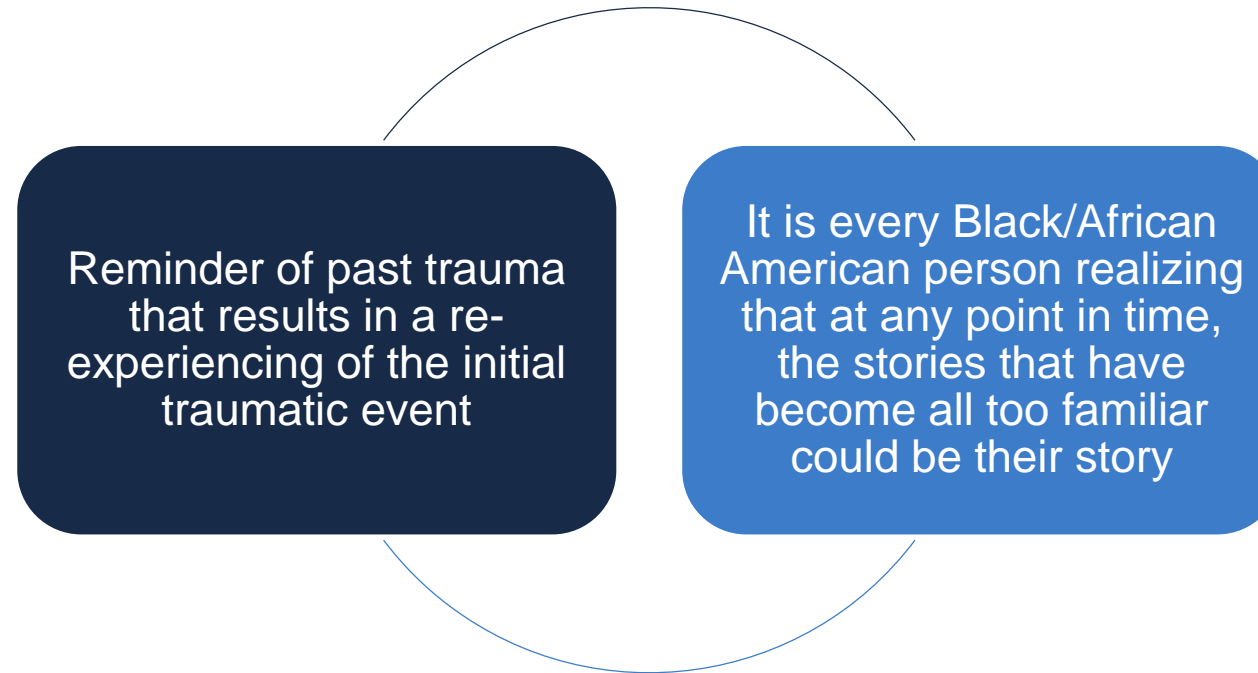 Reminder of past trauma
that results in a re-
experiencing of the initial
traumatic event
It is every Black/African
American person realizing
that at any point in time,
the stories that have
become all too familiar
could be their story